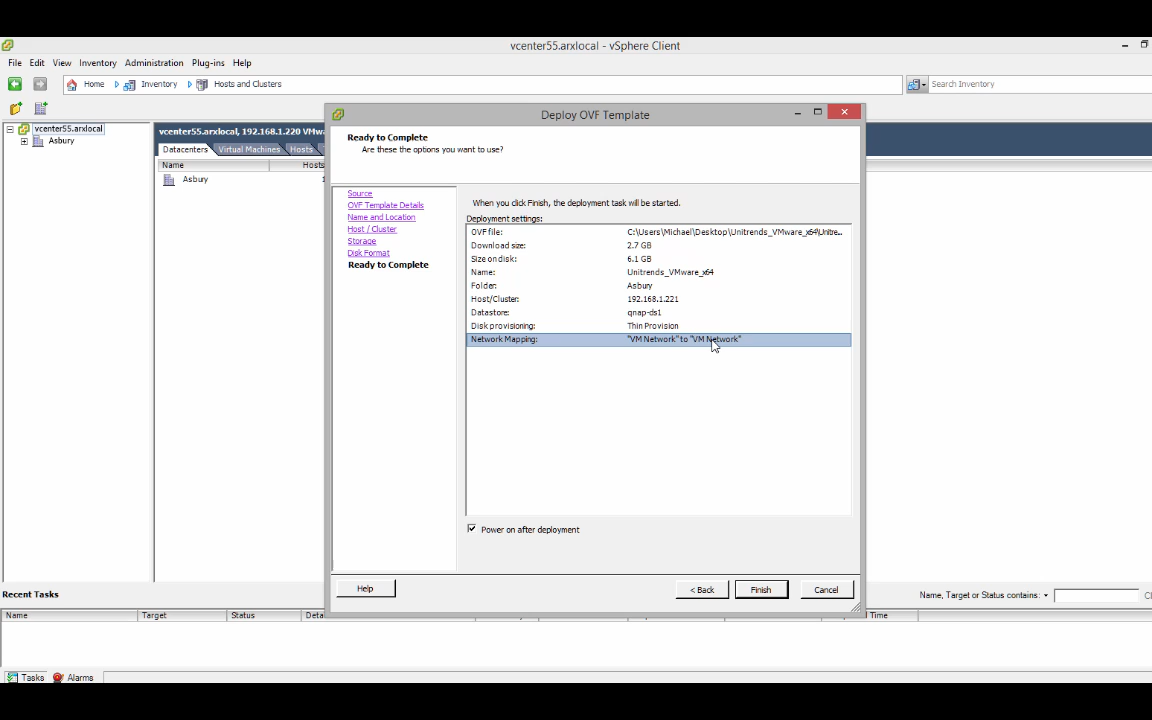 vcenter55.arxlocal - vSphere Client
File Edit View Inventory Administration Plug-ins Help
Home Inventory Hosts and Clusters
Search Inventory
vcenter55.arxlocal
Asbury
vcenter55.arxlocal, 192.168.1.220 VMwa
Datacenters Virtual Machines Hosts
Name Hosts
Asbury
Deploy OVF Template
Ready to Complete
Are these the options you want to use?
Source
OVF Template Details
Name and Location
Host / Cluster
Storage
Disk Format
Ready to Complete
When you click Finish, the deployment task will be started.
Deployment settings:
OVF file: C:\Users\Michael\Desktop\Unitrends_VMware_x64\Unitre...
Download size: 2.7 GB
Size on disk: 6.1 GB
Name: Unitrends_VMware_x64
Folder: Asbury
Host/Cluster: 192.168.1.221
Datastore: qnap-ds1
Disk provisioning: Thin Provision
Network Mapping: "VM Network" to "VM Network"
Power on after deployment
Help < Back Finish Cancel
Recent Tasks
Name, Target or Status contains:
Name Target Status Detai Time
Tasks Alarms